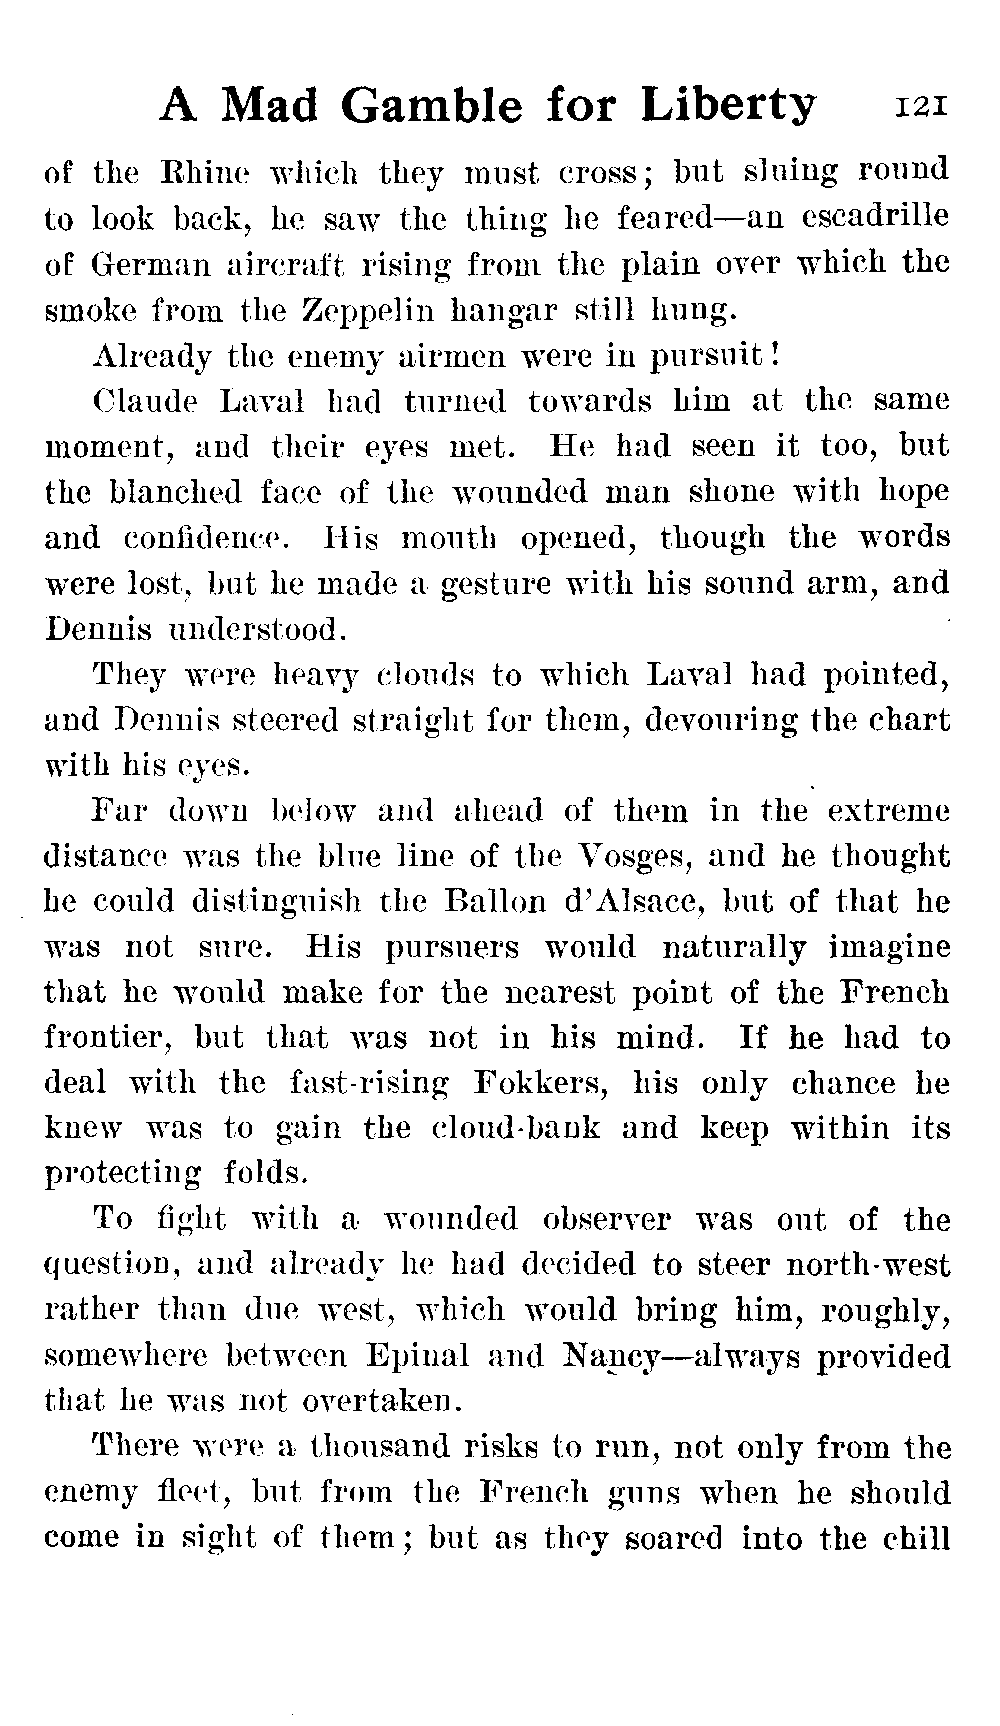 A Mad Gamble for Liberty 121
of the Rhine which they must cross; but sluing round
to look back, he saw the thing he feared—an escadrille
of German aircraft rising from the plain over which the
smoke from the Zeppelin hangar still hung.
Already the enemy airmen were in pursuit!
Claude Laval had turned towards him at the same
moment, and their eyes met. He had seen it too, but
the blanched face of the wounded man shone with hope
and confidence. His mouth opened, though the words
were lost, but he made a gesture with his sound arm, and
Dennis understood.
They were heavy clouds to which Laval had pointed,
and Dennis steered straight for them, devouring the chart
with his eyes.
Far down below and ahead of them in the extreme
distance was the blue line of the Vosges, and he thought
he could distinguish the Ballon d'Alsace, but of that he
was not sure. His pursuers would naturally imagine
that he would make for the nearest point of the French
frontier, but that was not in his mind. If he had to
deal with the fast-rising Fokkers, his only chance he
knew was to gain the cloud-bank and keep within its
protecting folds.
To fight with a wounded observer was out of the
question, and already he had decided to steer north-west
rather than due west, which would bring him, roughly,
somewhere between Epinal and Nancy—always provided
that he was not overtaken.
There were a thousand risks to run, not only from the
enemy fleet, but from the French guns when he should
come in sight of them; but as they soared into the chill